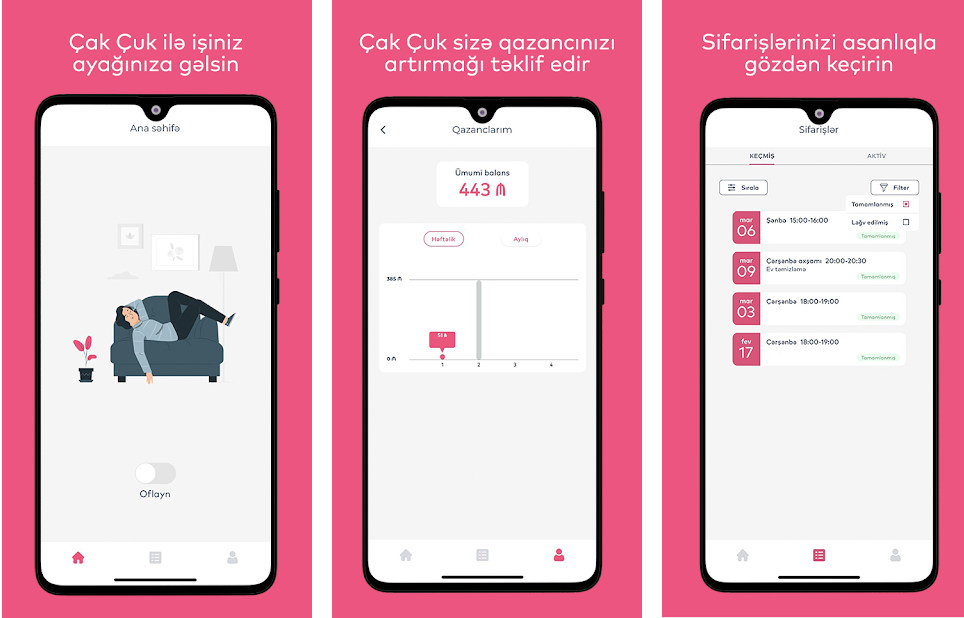 Çak Çuk ilə işiniz
ayağınıza gəlsin
Ana səhifə
Oflayn
Çak Çuk sizə qazancınızı
artırmağı təklif edir
Qazanclarım
Ümumi balans
443 ₼
Həftəlik
Aylıq
385 ₼
51 ₼
0 ₼
1 2 3 4
Sifarişlərinizi asanlıqla
gözdən keçirin
Sifarişlər
KEÇMİŞ AKTİV
Sırala Filter
Tamamlanmış
Ləğv edilmiş
mar
06
Şənbə 15:00-16:00
Tamamlanmış
mar
09
Çərşənbə axşamı 20:00-20:30
Ev təmizləmə
Tamamlanmış
mar
03
Çərşənbə 18:00-19:00
Tamamlanmış
fev
17
Çərşənbə 18:00-19:00
Tamamlanmış